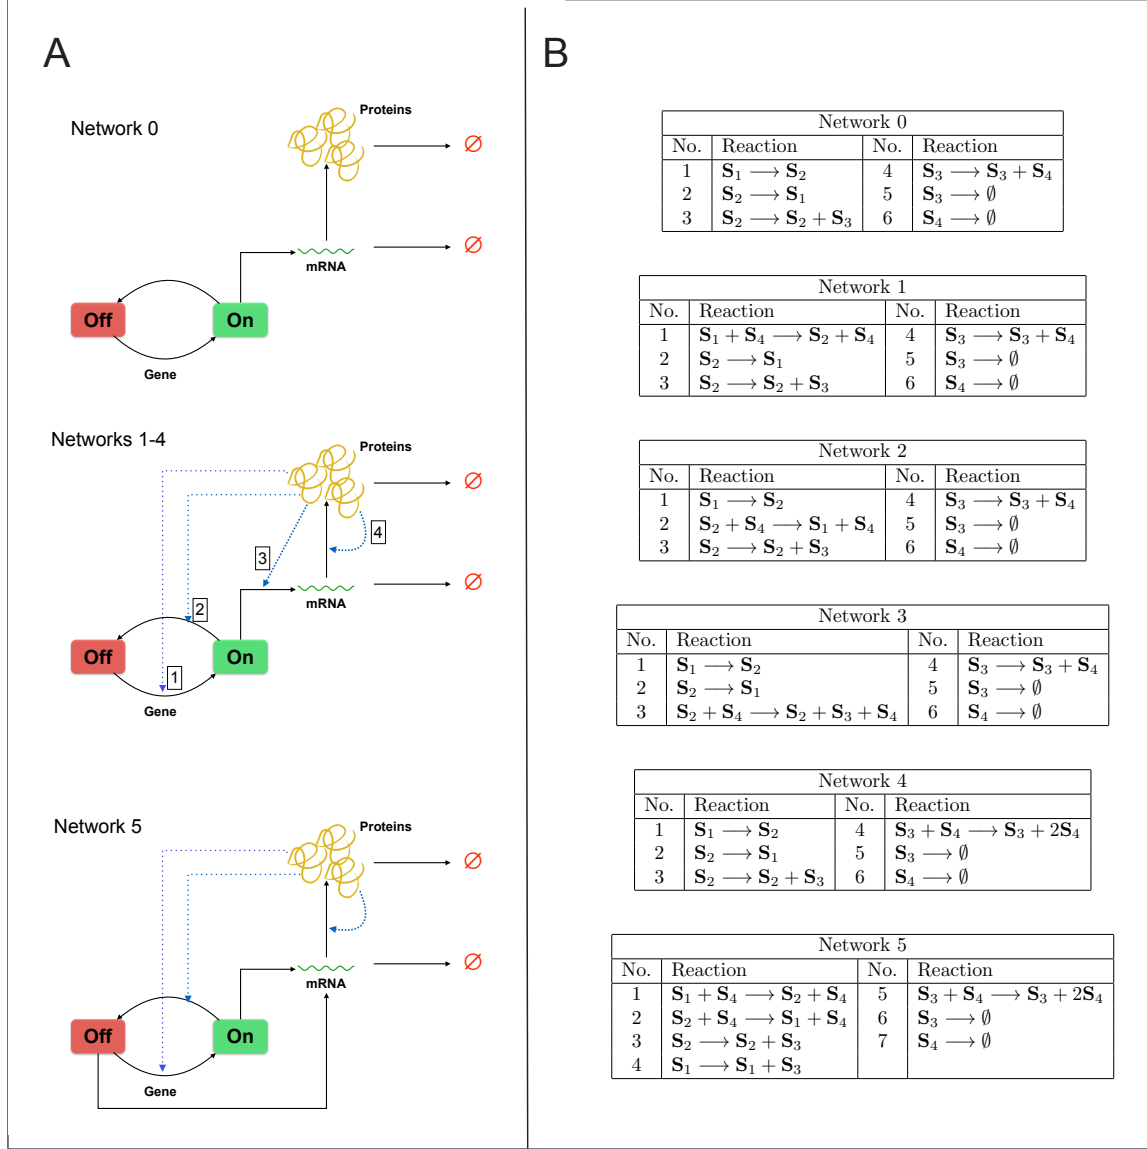 A
Network 0
Proteins
∅
∅
mRNA
Off
On
Gene
Networks 1-4
Proteins
∅
4
3
∅
mRNA
2
Off
On
1
Gene
Network 5
Proteins
∅
∅
mRNA
Off
On
Gene
B
Network 0
No. Reaction No. Reaction
1 S₁ ⟶ S₂ 4 S₃ ⟶ S₃ + S₄
2 S₂ ⟶ S₁ 5 S₃ ⟶ ∅
3 S₂ ⟶ S₂ + S₃ 6 S₄ ⟶ ∅
Network 1
No. Reaction No. Reaction
1 S₁ + S₄ ⟶ S₂ + S₄ 4 S₃ ⟶ S₃ + S₄
2 S₂ ⟶ S₁ 5 S₃ ⟶ ∅
3 S₂ ⟶ S₂ + S₃ 6 S₄ ⟶ ∅
Network 2
No. Reaction No. Reaction
1 S₁ ⟶ S₂ 4 S₃ ⟶ S₃ + S₄
2 S₂ + S₄ ⟶ S₁ + S₄ 5 S₃ ⟶ ∅
3 S₂ ⟶ S₂ + S₃ 6 S₄ ⟶ ∅
Network 3
No. Reaction No. Reaction
1 S₁ ⟶ S₂ 4 S₃ ⟶ S₃ + S₄
2 S₂ ⟶ S₁ 5 S₃ ⟶ ∅
3 S₂ + S₄ ⟶ S₂ + S₃ + S₄ 6 S₄ ⟶ ∅
Network 4
No. Reaction No. Reaction
1 S₁ ⟶ S₂ 4 S₃ + S₄ ⟶ S₃ + 2S₄
2 S₂ ⟶ S₁ 5 S₃ ⟶ ∅
3 S₂ ⟶ S₂ + S₃ 6 S₄ ⟶ ∅
Network 5
No. Reaction No. Reaction
1 S₁ + S₄ ⟶ S₂ + S₄ 5 S₃ + S₄ ⟶ S₃ + 2S₄
2 S₂ + S₄ ⟶ S₁ + S₄ 6 S₃ ⟶ ∅
3 S₂ ⟶ S₂ + S₃ 7 S₄ ⟶ ∅
4 S₁ ⟶ S₁ + S₃